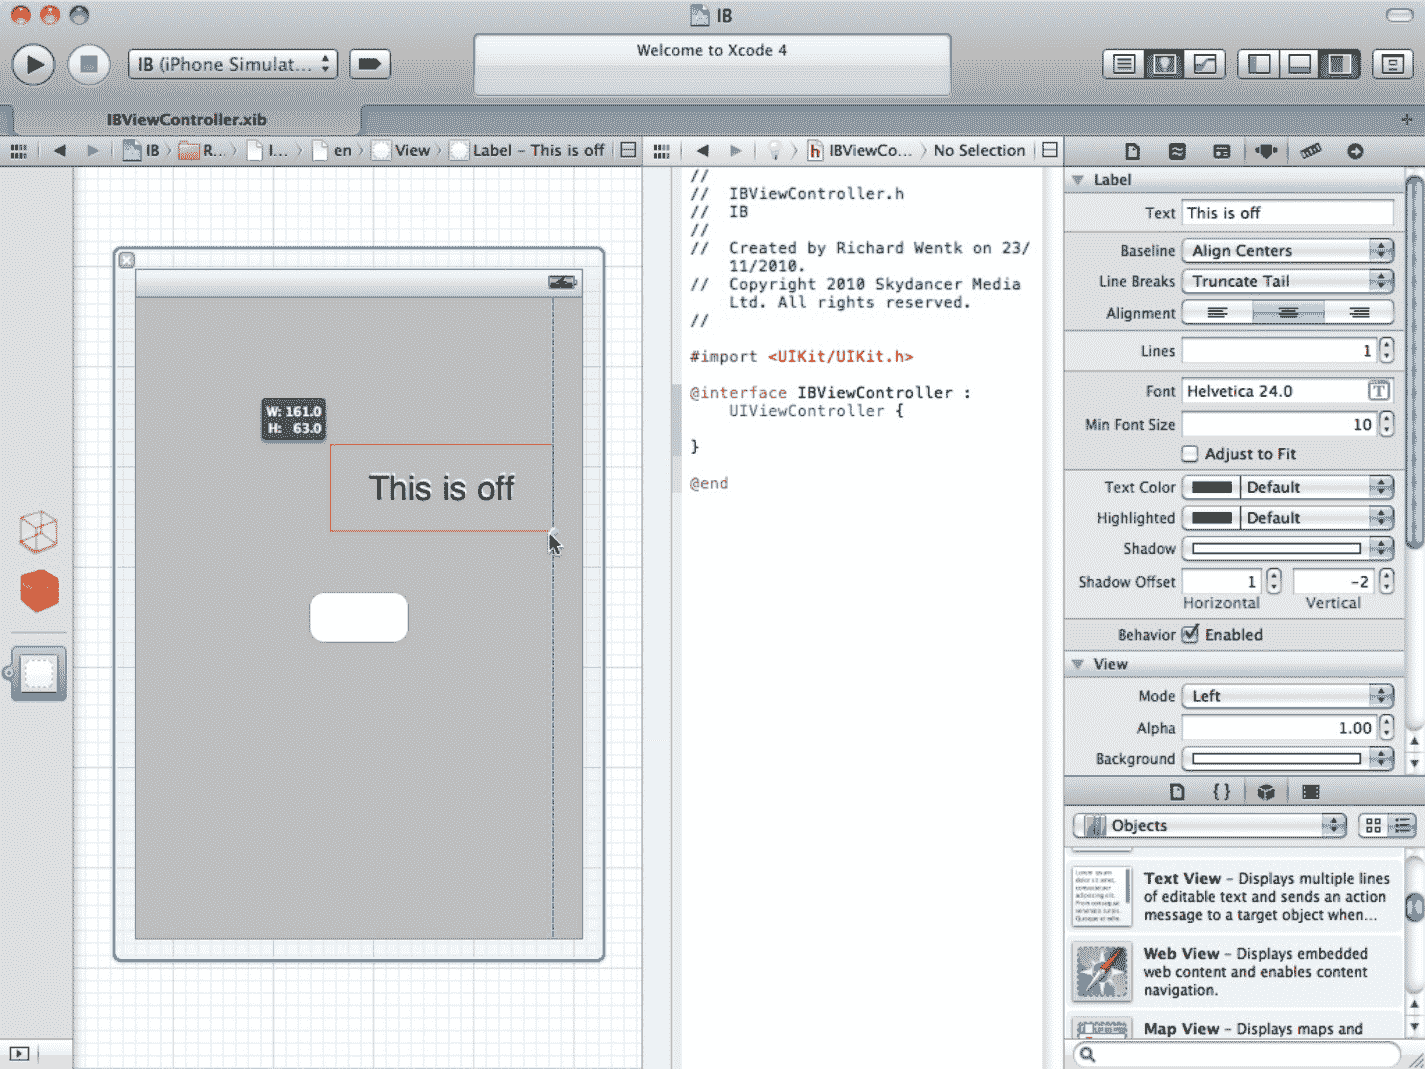 IB
IB (iPhone Simulat...
Welcome to Xcode 4
IBViewController.xib
IB
R...
I...
en
View
Label – This is off
IBViewCo...
No Selection
W: 161.0
H: 63.0
This is off
//
// IBViewController.h
// IB
//
// Created by Richard Wentk on 23/
11/2010.
// Copyright 2010 Skydancer Media
Ltd. All rights reserved.
//
#import <UIKit/UIKit.h>
@interface IBViewController :
UIViewController {
}
@end
Label
Text This is off
Baseline Align Centers
Line Breaks Truncate Tail
Alignment
Lines 1
Font Helvetica 24.0 T
Min Font Size 10
Adjust to Fit
Text Color Default
Highlighted Default
Shadow
Shadow Offset 1 -2
Horizontal Vertical
Behavior Enabled
View
Mode Left
Alpha 1.00
Background
{}
Objects
Text View – Displays multiple lines
of editable text and sends an action
message to a target object when...
Web View – Displays embedded
web content and enables content
navigation.
Map View – Displays maps and